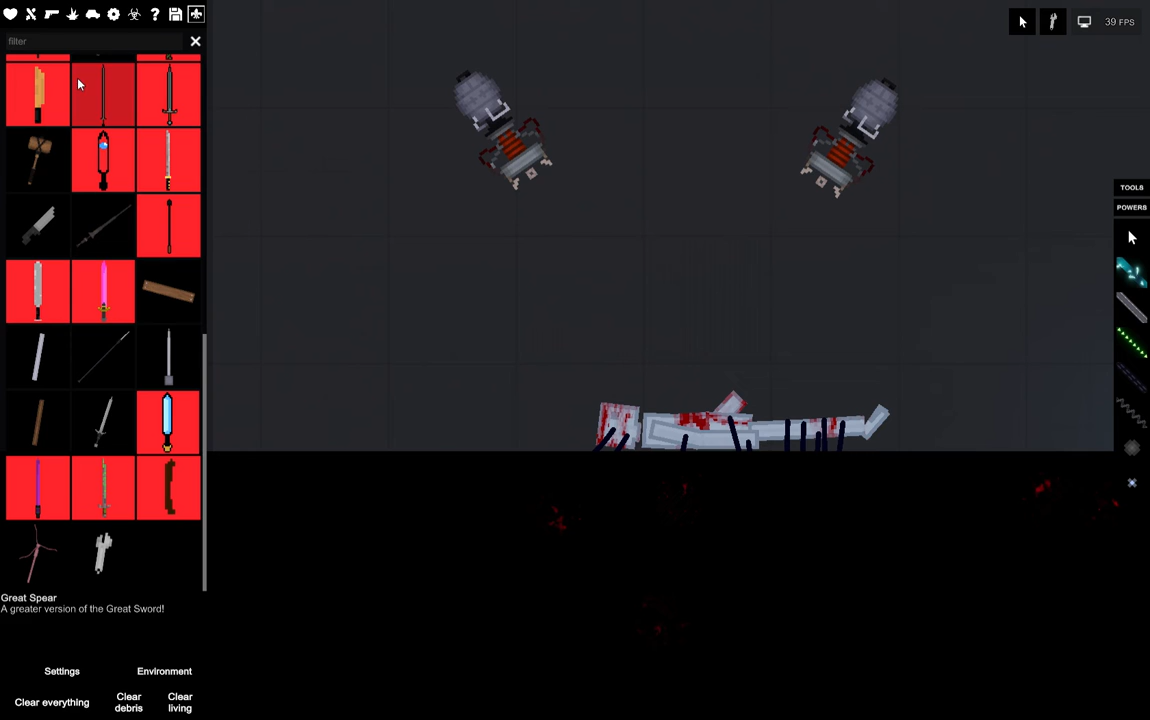 ?
39 FPS
filter
TOOLS
POWERS
Great Spear
A greater version of the Great Sword!
Settings
Environment
Clear everything
Clear debris
Clear living